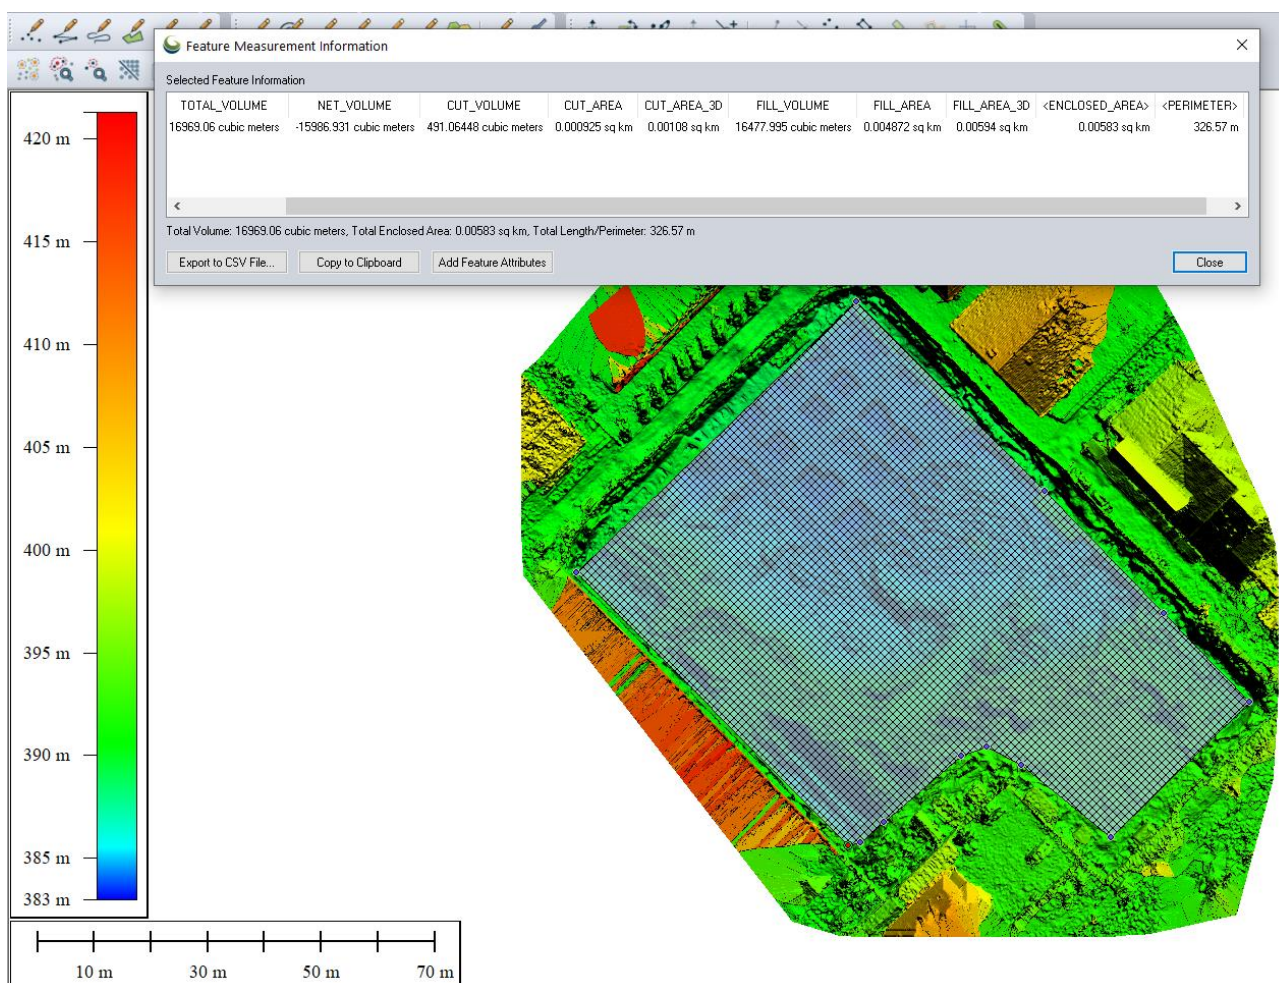 Feature Measurement Information
Selected Feature Information
TOTAL_VOLUME NET_VOLUME CUT_VOLUME CUT_AREA CUT_AREA_3D FILL_VOLUME FILL_AREA FILL_AREA_3D <ENCLOSED_AREA> <PERIMETER>
16969.06 cubic meters -15986.931 cubic meters 491.06448 cubic meters 0.000925 sq km 0.00108 sq km 16477.995 cubic meters 0.004872 sq km 0.00594 sq km 0.00583 sq km 326.57 m
Total Volume: 16969.06 cubic meters, Total Enclosed Area: 0.00583 sq km, Total Length/Perimeter: 326.57 m
Export to CSV File... Copy to Clipboard Add Feature Attributes Close
420 m
415 m
410 m
405 m
400 m
395 m
390 m
385 m
383 m
10 m 30 m 50 m 70 m